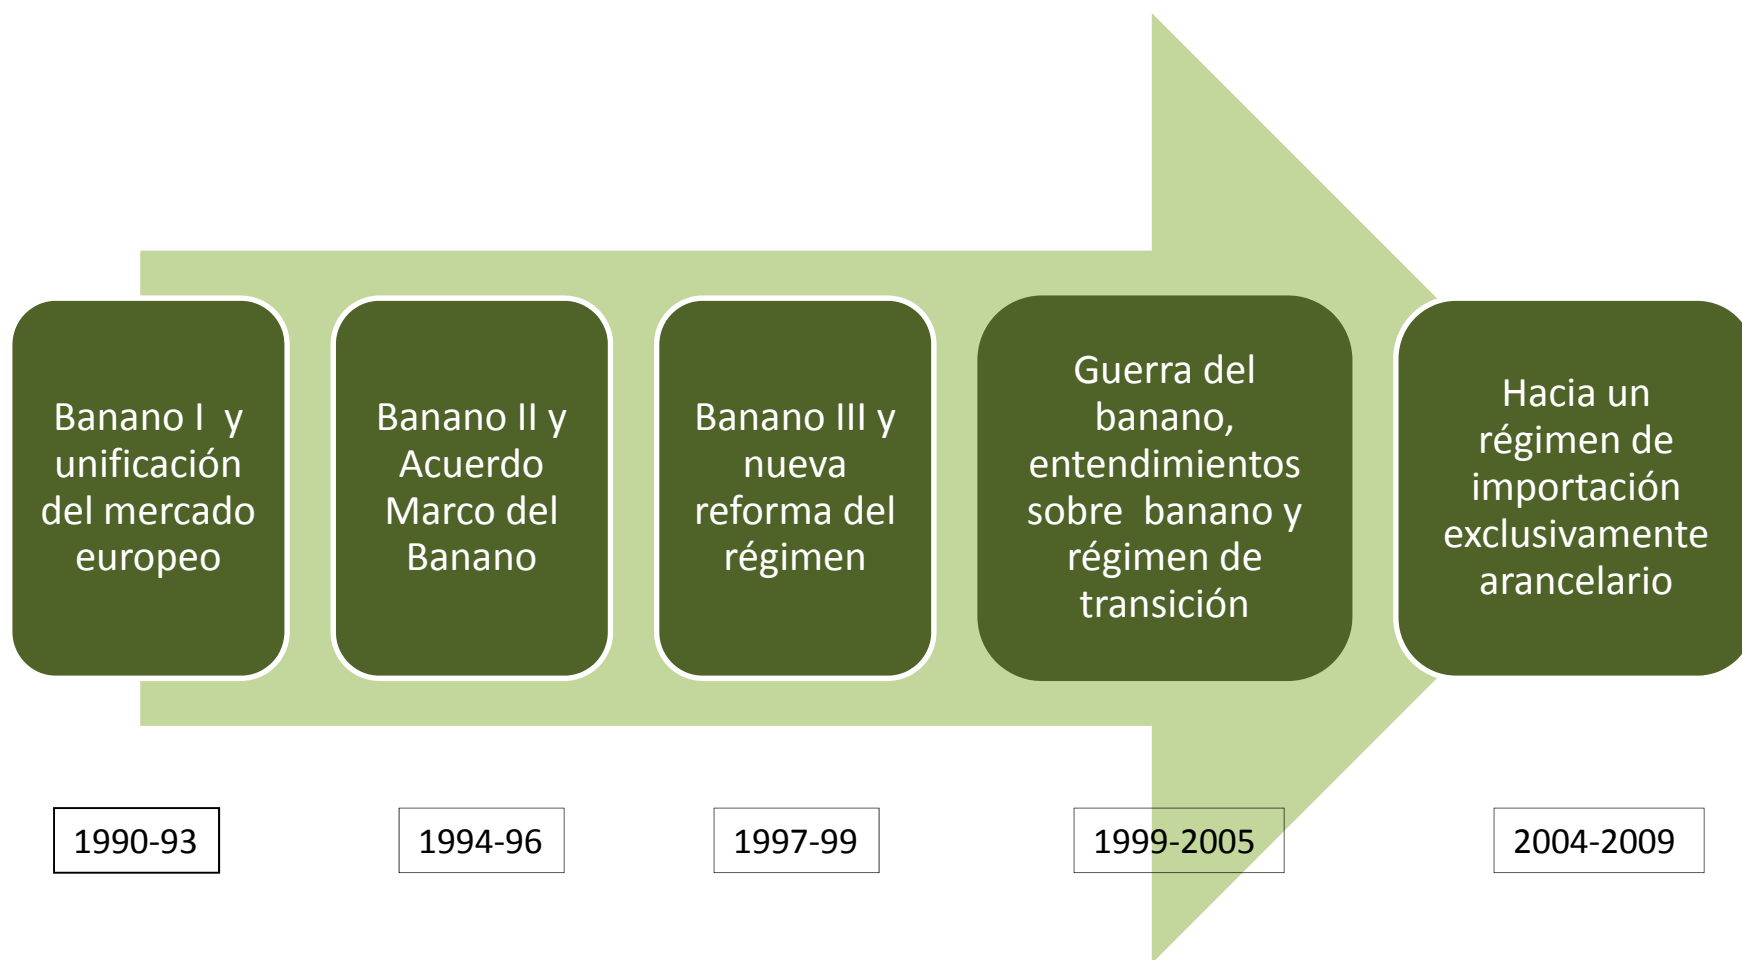 Banano I y
unificación
del mercado
europeo
Banano II y
Acuerdo
Marco del
Banano
Banano III y
nueva
reforma del
régimen
Guerra del
banano,
entendimientos
sobre banano y
régimen de
transición
Hacia un
régimen de
importación
exclusivamente
arancelario
1990-93
1994-96
1997-99
1999-2005
2004-2009